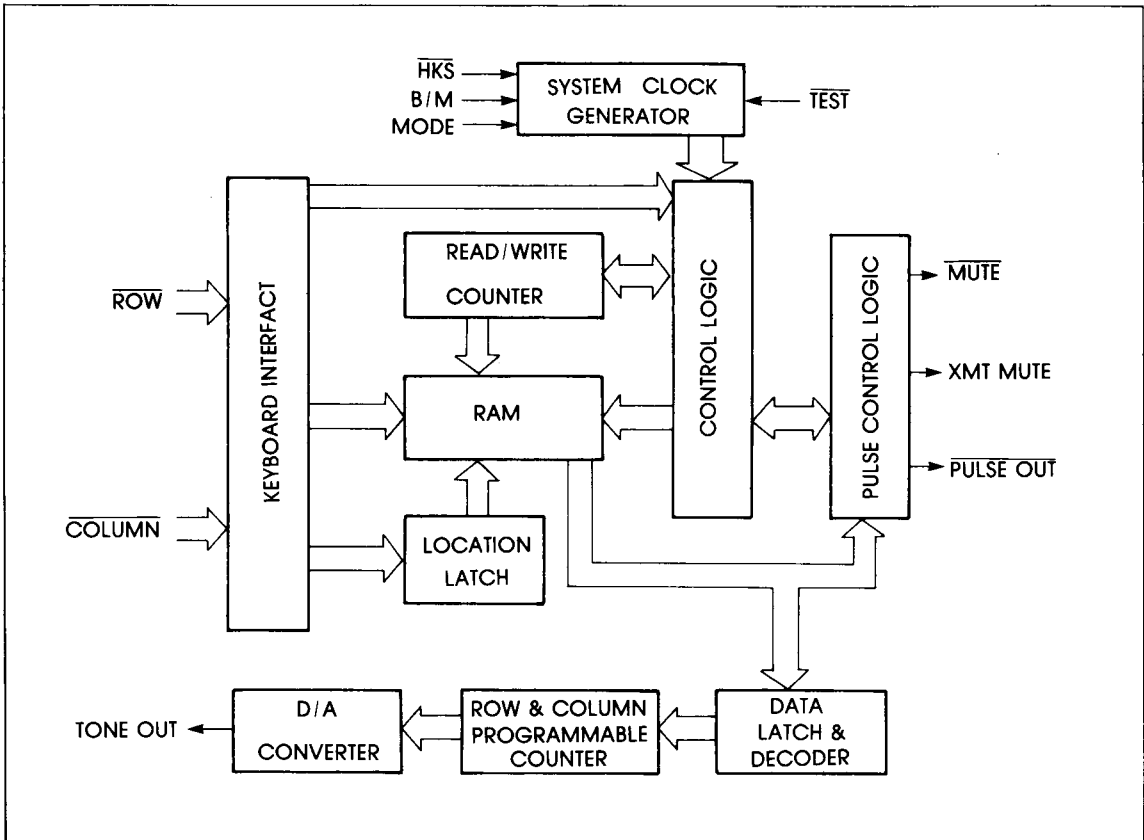 HKS
B/M
MODE
SYSTEM CLOCK
GENERATOR
TEST
ROW
COLUMN
KEYBOARD INTERFACT
READ/WRITE
COUNTER
RAM
LOCATION
LATCH
CONTROL LOGIC
PULSE CONTROL LOGIC
MUTE
XMT MUTE
PULSE OUT
TONE OUT
D/A
CONVERTER
ROW & COLUMN
PROGRAMMABLE
COUNTER
DATA
LATCH &
DECODER